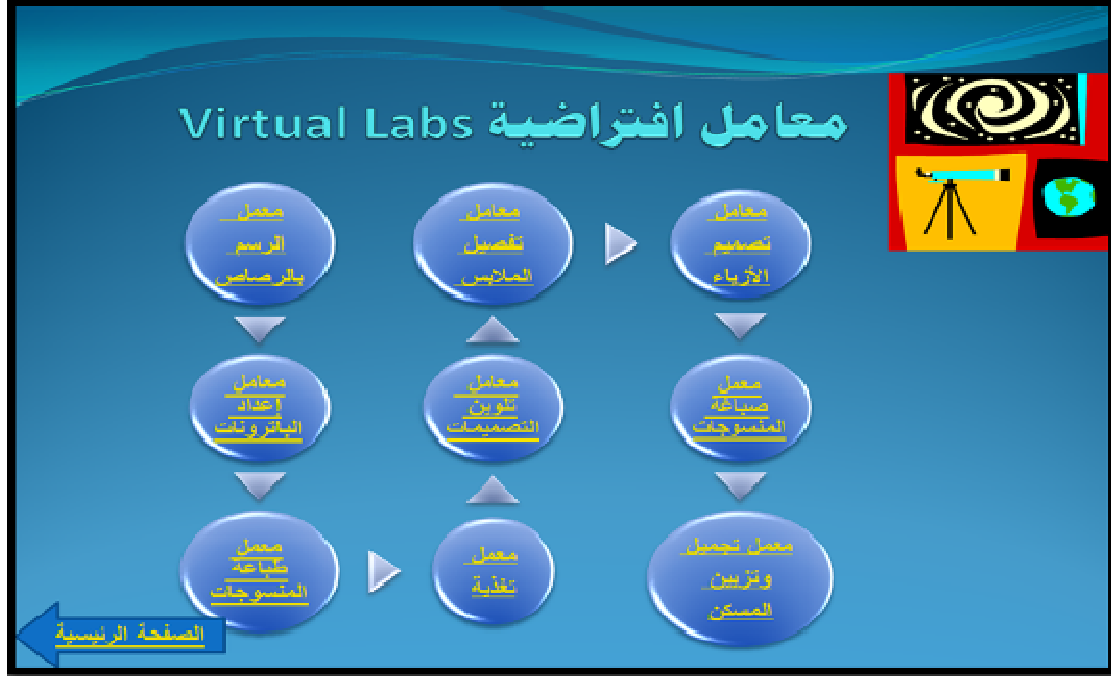 معامل افتراضية Virtual Labs
معمل
الرسم
بالرصاص
معامل
إعداد
الباترونات
معمل
طباعة
المنسوجات
معمل
تغذية
معامل
تلوين
التصميمات
معامل
تفصيل
الملابس
معامل
تصميم
الأزياء
معمل
صباغة
المنسوجات
معمل تجميل
وتزيين
المسكن
الصفحة الرئيسية